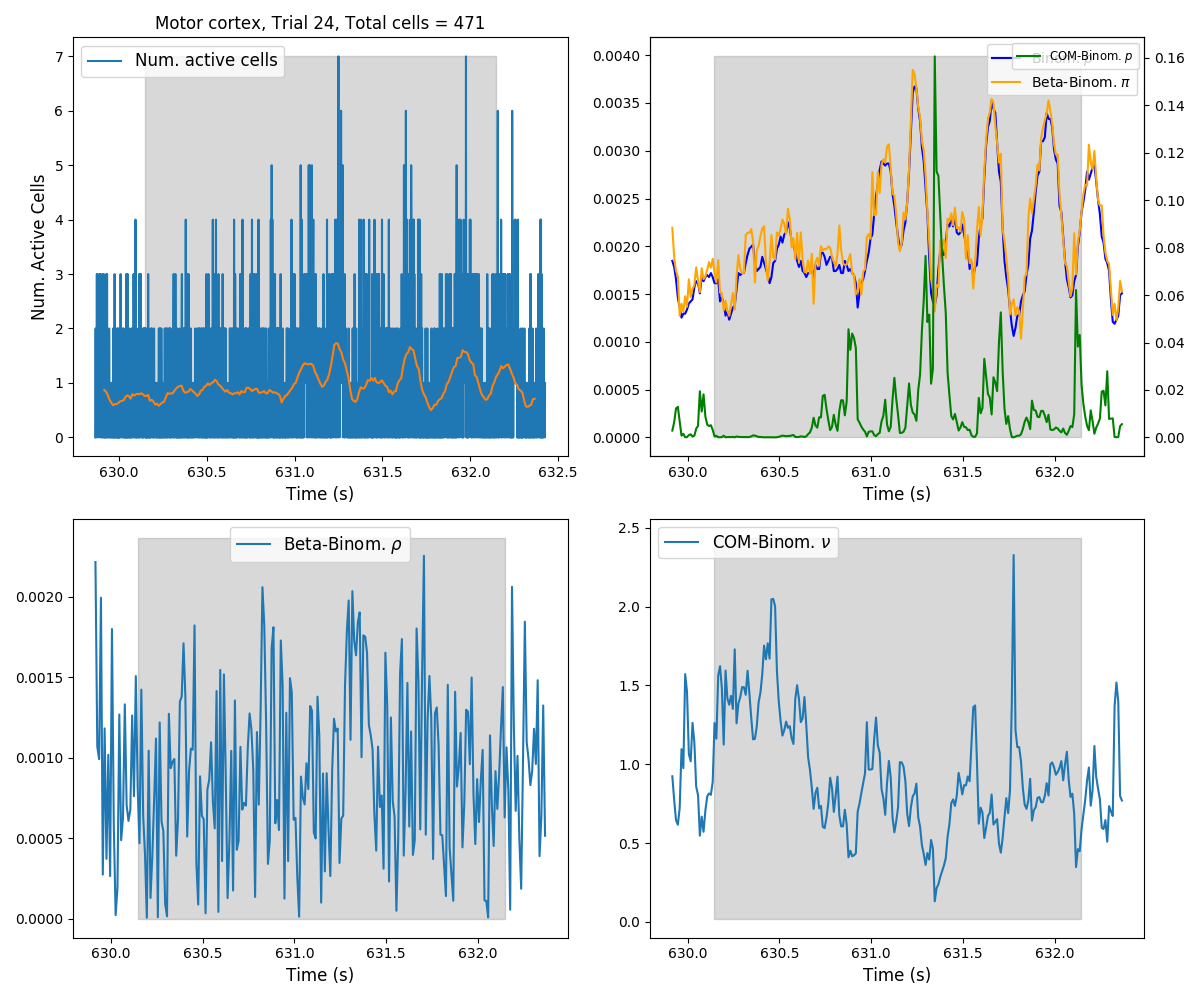 Motor cortex, Trial 24, Total cells = 471
Num. active cells
Num. Active Cells
7
6
5
4
3
2
1
0
630.0 630.5 631.0 631.5 632.0 632.5
Time (s)
COM-Binom. p
Beta-Binom. π
0.0040
0.0035
0.0030
0.0025
0.0020
0.0015
0.0010
0.0005
0.0000
0.16
0.14
0.12
0.10
0.08
0.06
0.04
0.02
0.00
630.0 630.5 631.0 631.5 632.0
Time (s)
Beta-Binom. ρ
0.0020
0.0015
0.0010
0.0005
0.0000
630.0 630.5 631.0 631.5 632.0
Time (s)
COM-Binom. ν
2.5
2.0
1.5
1.0
0.5
0.0
630.0 630.5 631.0 631.5 632.0
Time (s)